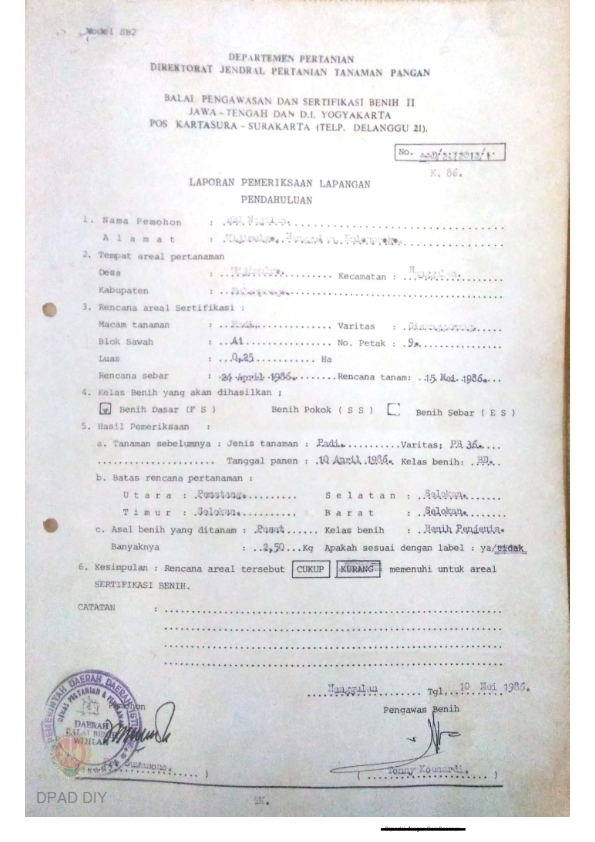 Model SB2
DEPARTEMEN PERTANIAN
DIREKTORAT JENDRAL PERTANIAN TANAMAN PANGAN
BALAI PENGAWASAN DAN SERTIFIKASI BENIH II
JAWA-TENGAH DAN D.I. YOGYAKARTA
POS KARTASURA-SURAKARTA (TELP. DELANGGU 21).
No.
K. 86.
LAPORAN PEMERIKSAAN LAPANGAN
PENDAHULUAN
1. Nama Pemohon :
A l a m a t :
2. Tempat areal pertanaman
Desa : Kecamatan :
Kabupaten :
3. Rencana areal Sertifikasi :
Macam tanaman : Padi. Varitas :
Blok Sawah : A1 No. Petak : 9.
Luas : 0,25 Ha
Rencana sebar : 24 April 1986. Rencana tanam: 15 Mei. 1986.
4. Kelas Benih yang akan dihasilkan :
Benih Dasar (F S) Benih Pokok (S S) Benih Sebar (E S)
5. Hasil Pemeriksaan :
a. Tanaman sebelumnya : Jenis tanaman : Padi. Varitas; PB 36.
Tanggal panen : 10 April 1986. Kelas benih: BD.
b. Batas rencana pertanaman :
U t a r a : S e l a t a n : Selokan.
T i m u r : Selokan. B a r a t : Selokan.
c. Asal benih yang ditanam : Pusat. Kelas benih : Benih Penjenis.
Banyaknya : 2,50 Kg Apakah sesuai dengan label : ya/tidak
6. Kesimpulan : Rencana areal tersebut CUKUP KURANG memenuhi untuk areal
SERTIFIKASI BENIH.
CATATAN :
Nanggulan Tgl. 10 Mei 1986.
Pengawas Benih
DAERAH
( )
( Tonny )
DPAD DIY